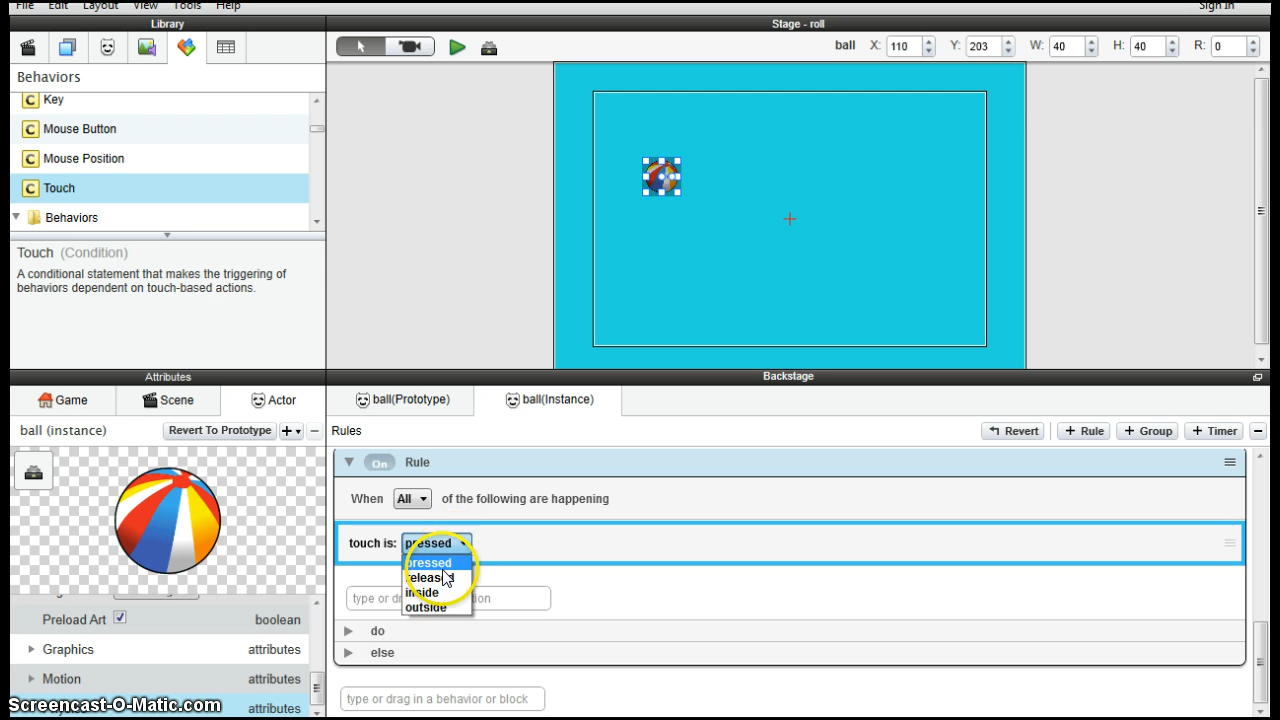 File Edit Layout View Tools Help Sign In
Library
Stage - roll
ball X: 110 Y: 203 W: 40 H: 40 R: 0
Behaviors
C Key
C Mouse Button
C Mouse Position
C Touch
Behaviors
Touch (Condition)
A conditional statement that makes the triggering of
behaviors dependent on touch-based actions.
Attributes
Backstage
Game Scene Actor
ball(Prototype) ball(Instance)
ball (instance) Revert To Prototype
Rules Revert + Rule + Group + Timer
On Rule
When All of the following are happening
touch is: pressed
pressed
released
inside
outside
type or
do
else
type or drag in a behavior or block
Preload Art boolean
Graphics attributes
Motion attributes
attributes
Screencast-O-Matic.com